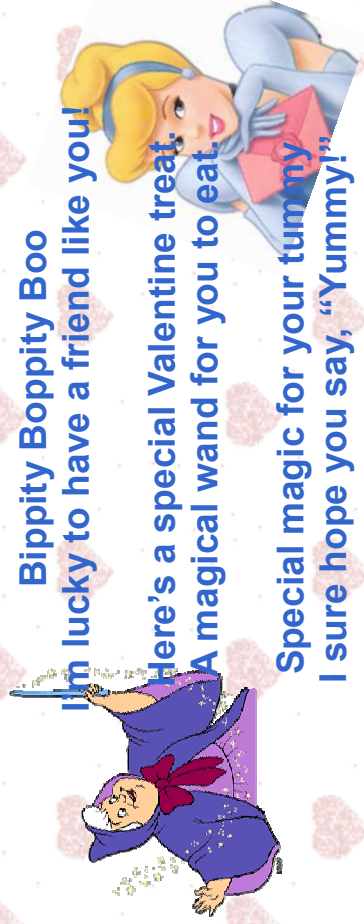 Bippity Boppity Boo
I'm lucky to have a friend like you!
Here's a special Valentine treat.
A magical wand for you to eat.
Special magic for your tummy
I sure hope you say, “Yummy!”